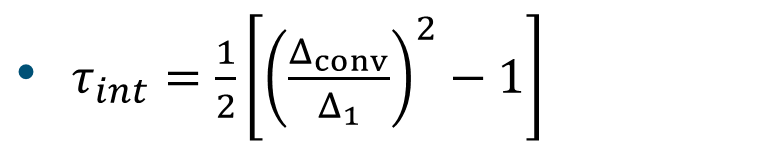 • τ_int = 1/2 [(Δ_conv/Δ_1)^2 − 1]